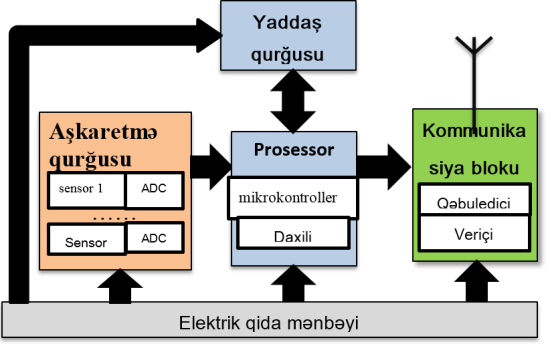 Yaddaş
qurğusu
Aşkaretmə
qurğusu
sensor 1 ADC
......
Sensor ADC
Prosessor
mikrokontroller
Daxili
Kommunika
siya bloku
Qəbuledici
Veriçi
Elektrik qida mənbəyi